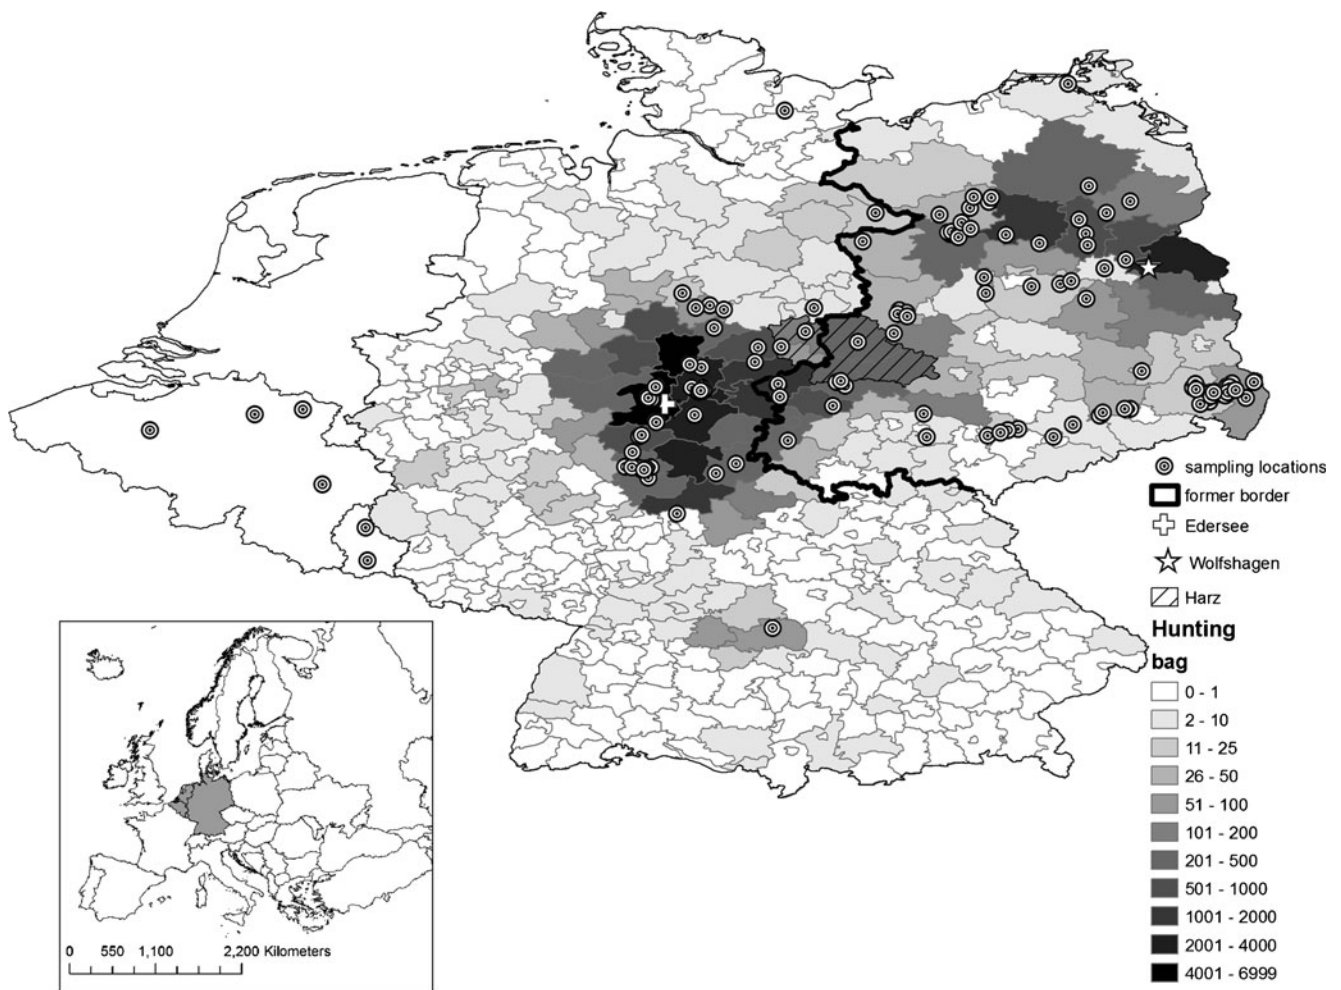 sampling locations
former border
Edersee
Wolfshagen
Harz
Hunting
bag
0 - 1
2 - 10
11 - 25
26 - 50
51 - 100
101 - 200
201 - 500
501 - 1000
1001 - 2000
2001 - 4000
4001 - 6999
0 550 1,100 2,200 Kilometers